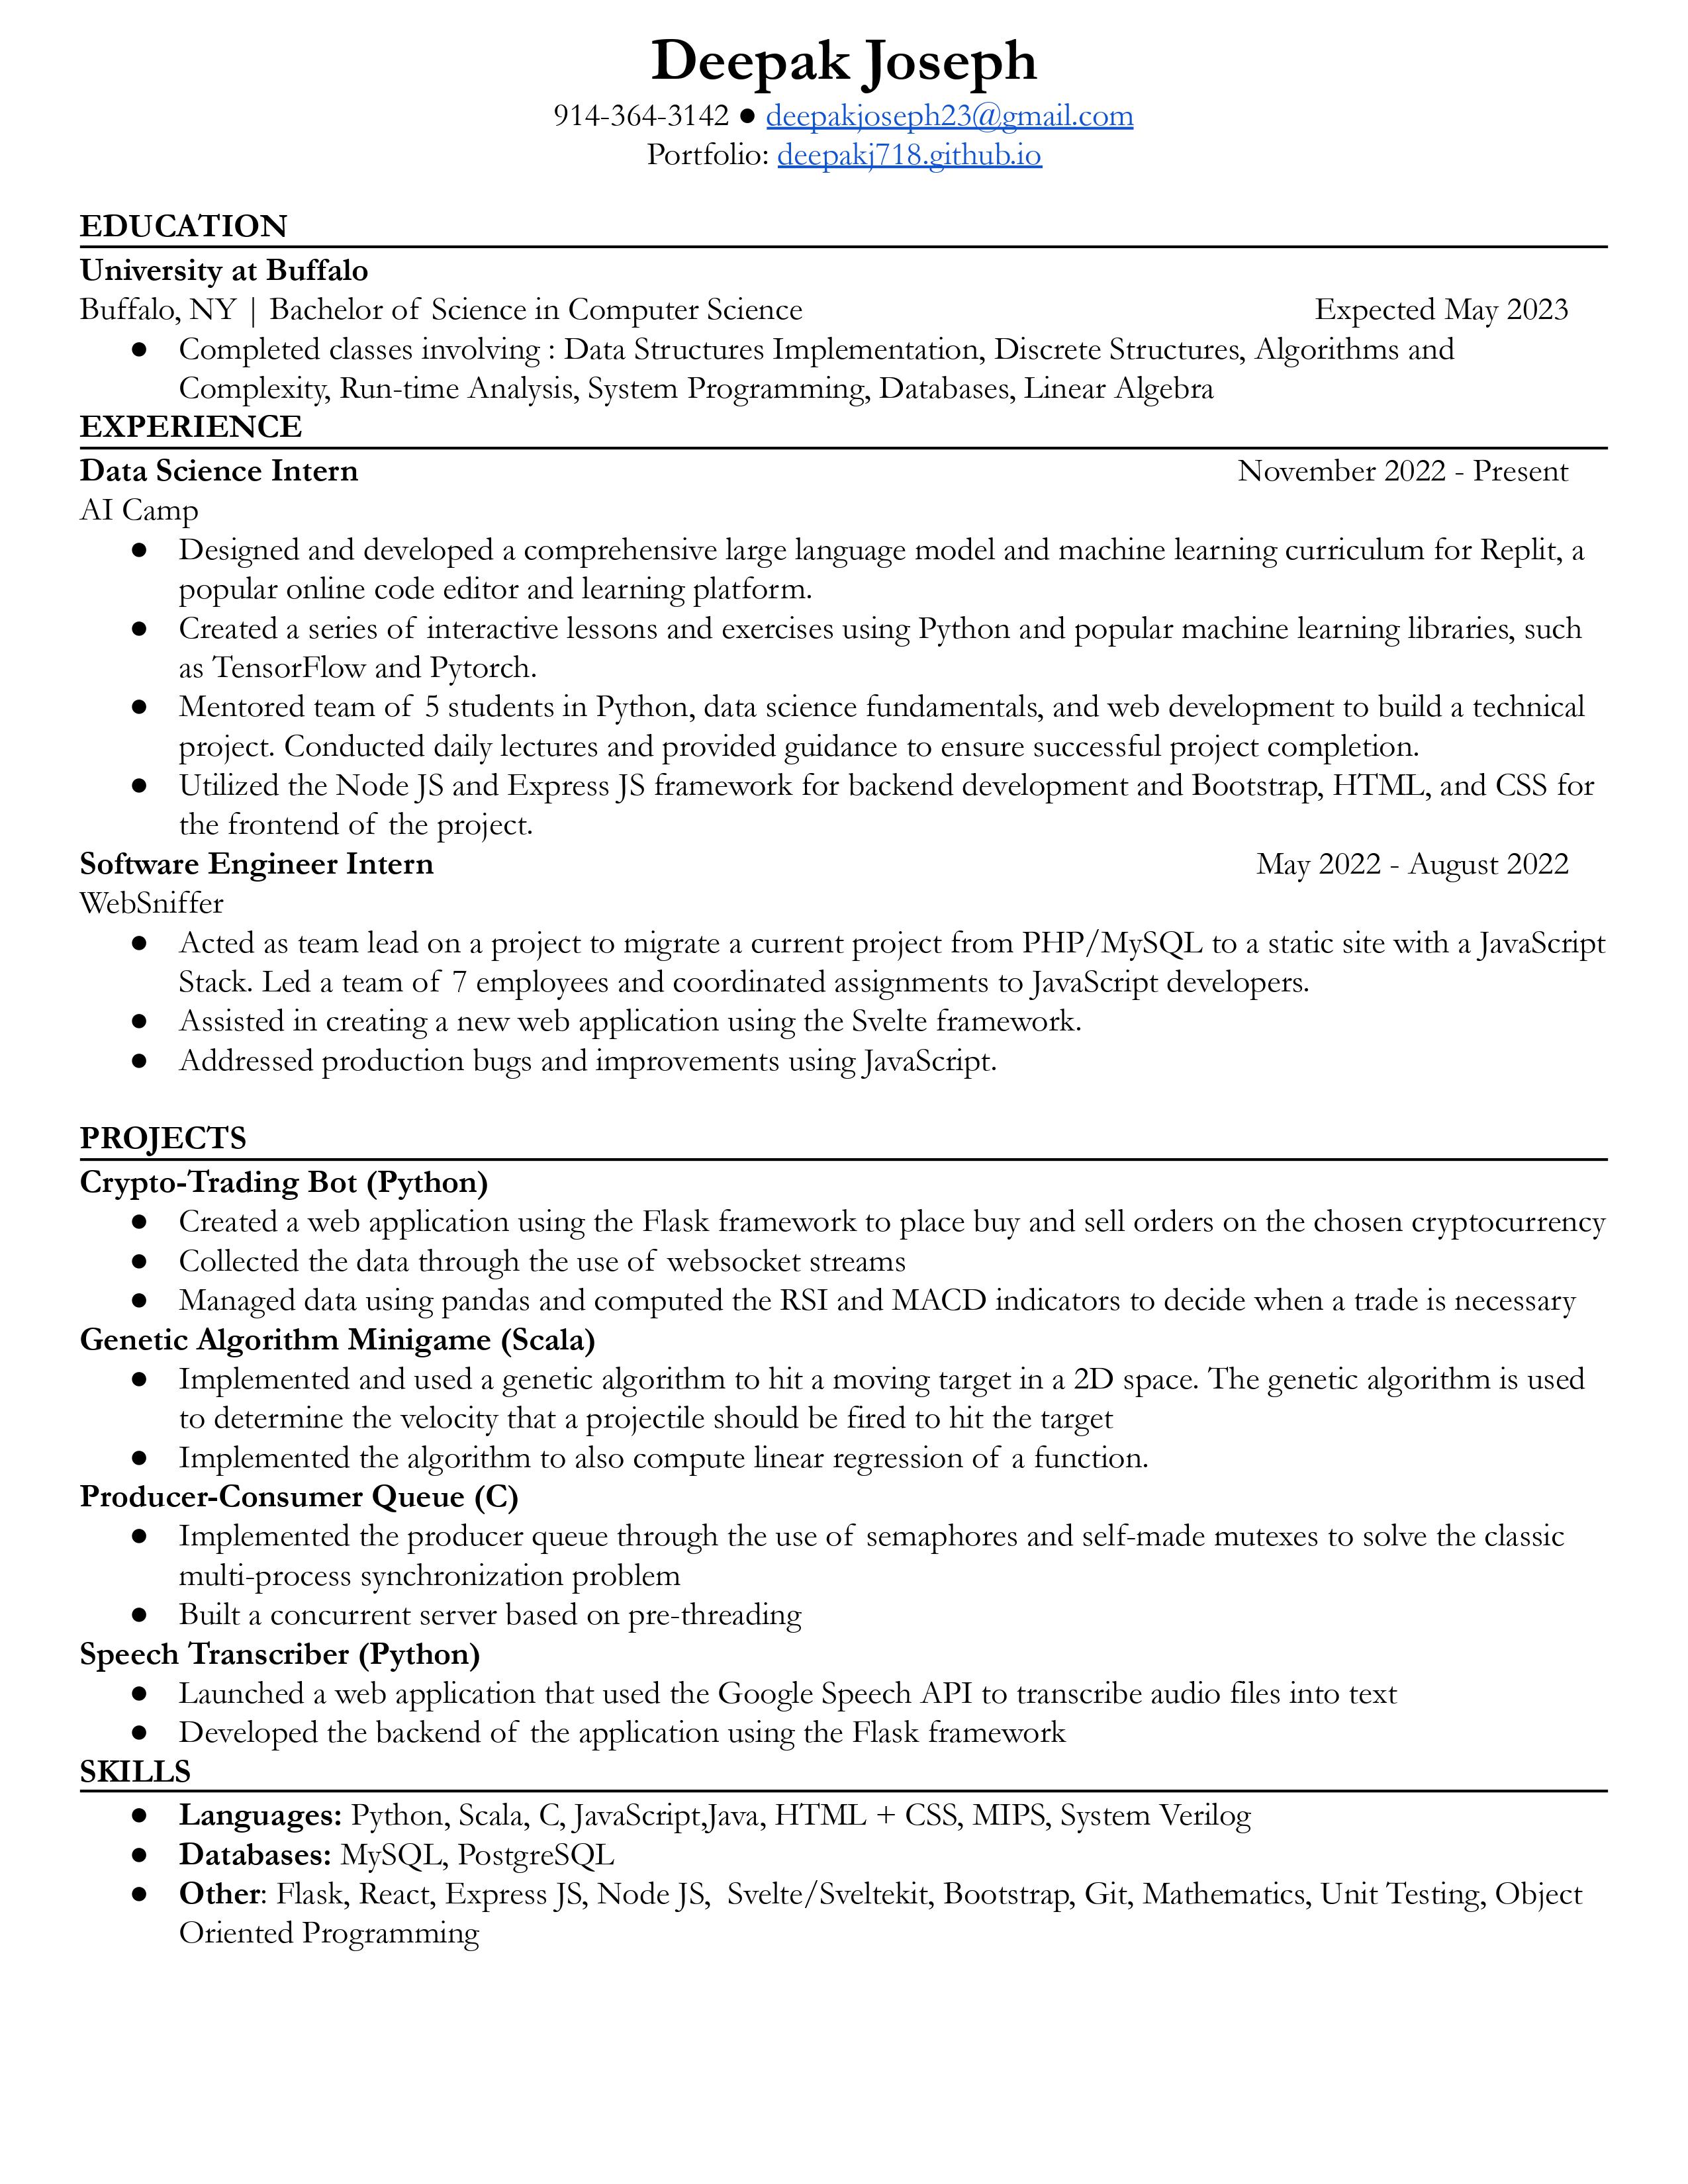 Deepak Joseph
914-364-3142 ● deepakjoseph23@gmail.com
Portfolio: deepakj718.github.io
EDUCATION
University at Buffalo
Buffalo, NY | Bachelor of Science in Computer Science Expected May 2023
● Completed classes involving : Data Structures Implementation, Discrete Structures, Algorithms and
Complexity, Run-time Analysis, System Programming, Databases, Linear Algebra
EXPERIENCE
Data Science Intern November 2022 - Present
AI Camp
● Designed and developed a comprehensive large language model and machine learning curriculum for Replit, a
popular online code editor and learning platform.
● Created a series of interactive lessons and exercises using Python and popular machine learning libraries, such
as TensorFlow and Pytorch.
● Mentored team of 5 students in Python, data science fundamentals, and web development to build a technical
project. Conducted daily lectures and provided guidance to ensure successful project completion.
● Utilized the Node JS and Express JS framework for backend development and Bootstrap, HTML, and CSS for
the frontend of the project.
Software Engineer Intern May 2022 - August 2022
WebSniffer
● Acted as team lead on a project to migrate a current project from PHP/MySQL to a static site with a JavaScript
Stack. Led a team of 7 employees and coordinated assignments to JavaScript developers.
● Assisted in creating a new web application using the Svelte framework.
● Addressed production bugs and improvements using JavaScript.
PROJECTS
Crypto-Trading Bot (Python)
● Created a web application using the Flask framework to place buy and sell orders on the chosen cryptocurrency
● Collected the data through the use of websocket streams
● Managed data using pandas and computed the RSI and MACD indicators to decide when a trade is necessary
Genetic Algorithm Minigame (Scala)
● Implemented and used a genetic algorithm to hit a moving target in a 2D space. The genetic algorithm is used
to determine the velocity that a projectile should be fired to hit the target
● Implemented the algorithm to also compute linear regression of a function.
Producer-Consumer Queue (C)
● Implemented the producer queue through the use of semaphores and self-made mutexes to solve the classic
multi-process synchronization problem
● Built a concurrent server based on pre-threading
Speech Transcriber (Python)
● Launched a web application that used the Google Speech API to transcribe audio files into text
● Developed the backend of the application using the Flask framework
SKILLS
● Languages: Python, Scala, C, JavaScript,Java, HTML + CSS, MIPS, System Verilog
● Databases: MySQL, PostgreSQL
● Other: Flask, React, Express JS, Node JS, Svelte/Sveltekit, Bootstrap, Git, Mathematics, Unit Testing, Object
Oriented Programming